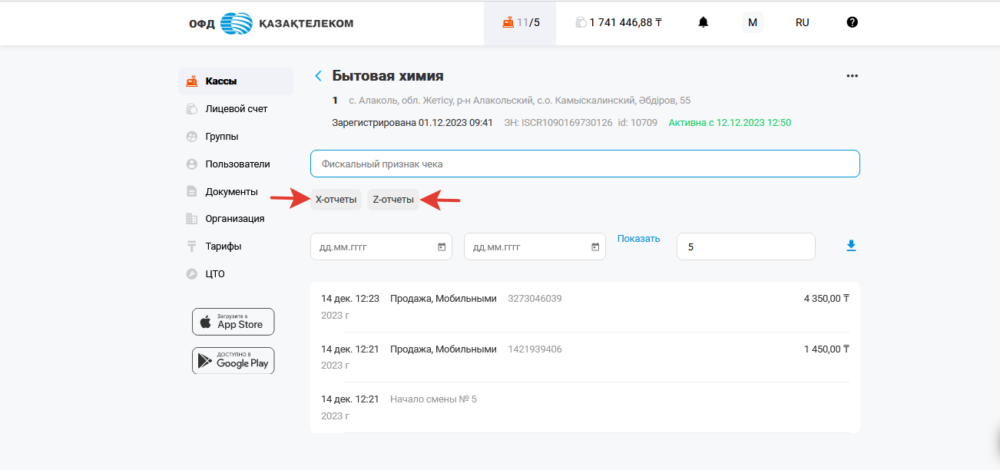 ОФД ҚАЗАҚТЕЛЕКОМ
11/5
1 741 446,88 ₸
M
RU
Кассы
Лицевой счет
Группы
Пользователи
Документы
Организация
Тарифы
ЦТО
Загрузите в
App Store
ДОСТУПНО В
Google Play
Бытовая химия
1 с. Алаколь, обл. Жетісу, р-н Алакольский, с.о. Камыскалинский, Әбдіров, 55
Зарегистрирована 01.12.2023 09:41 ЗН: ISCR1090169730126 id: 10709 Активна с 12.12.2023 12:50
Фискальный признак чека
X-отчеты Z-отчеты
дд.мм.гггг дд.мм.гггг Показать 5
14 дек. 12:23 Продажа, Мобильными 3273046039 4 350,00 ₸
2023 г
14 дек. 12:21 Продажа, Мобильными 1421939406 1 450,00 ₸
2023 г
14 дек. 12:21 Начало смены № 5
2023 г